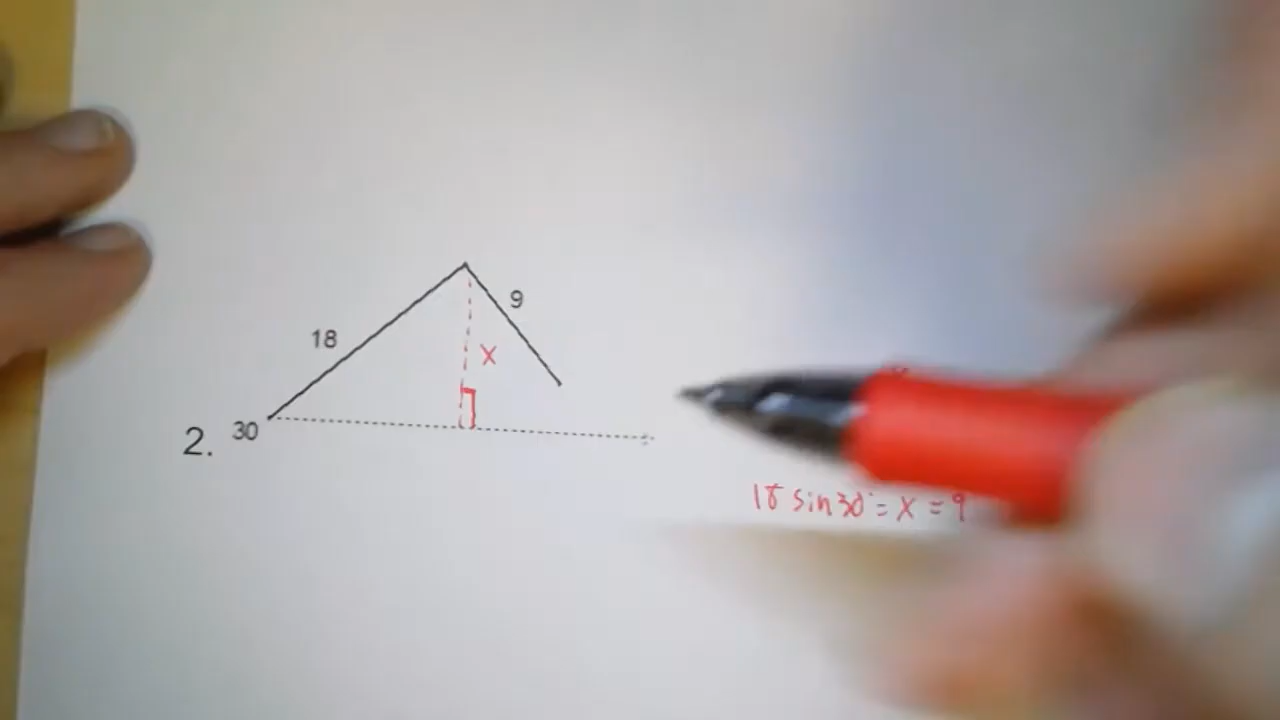 9
18
x
2. 30
18 sin 30° = x = 9